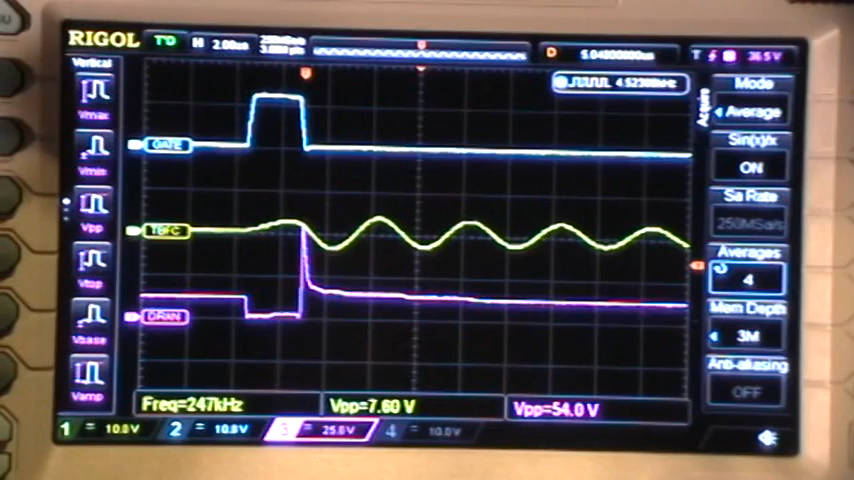 RIGOL T'D H 2.00us 250MSa/s D 5.04000000us T 26.5V
3.00M pts
Vertical
Vmax
Vmin
Vpp
Vtop
Vbase
Vamp
GATE
DRAN
Acquire
Mode
Average
Sin(x)/x
ON
Sa Rate
250MSa/s
Averages
4
Mem Depth
3M
Anti-aliasing
OFF
Freq=247kHz Vpp=7.60 V Vpp=54.0 V
1 = 10.0V 2 = 10.0V 3 = 25.0V 4 = 10.0V